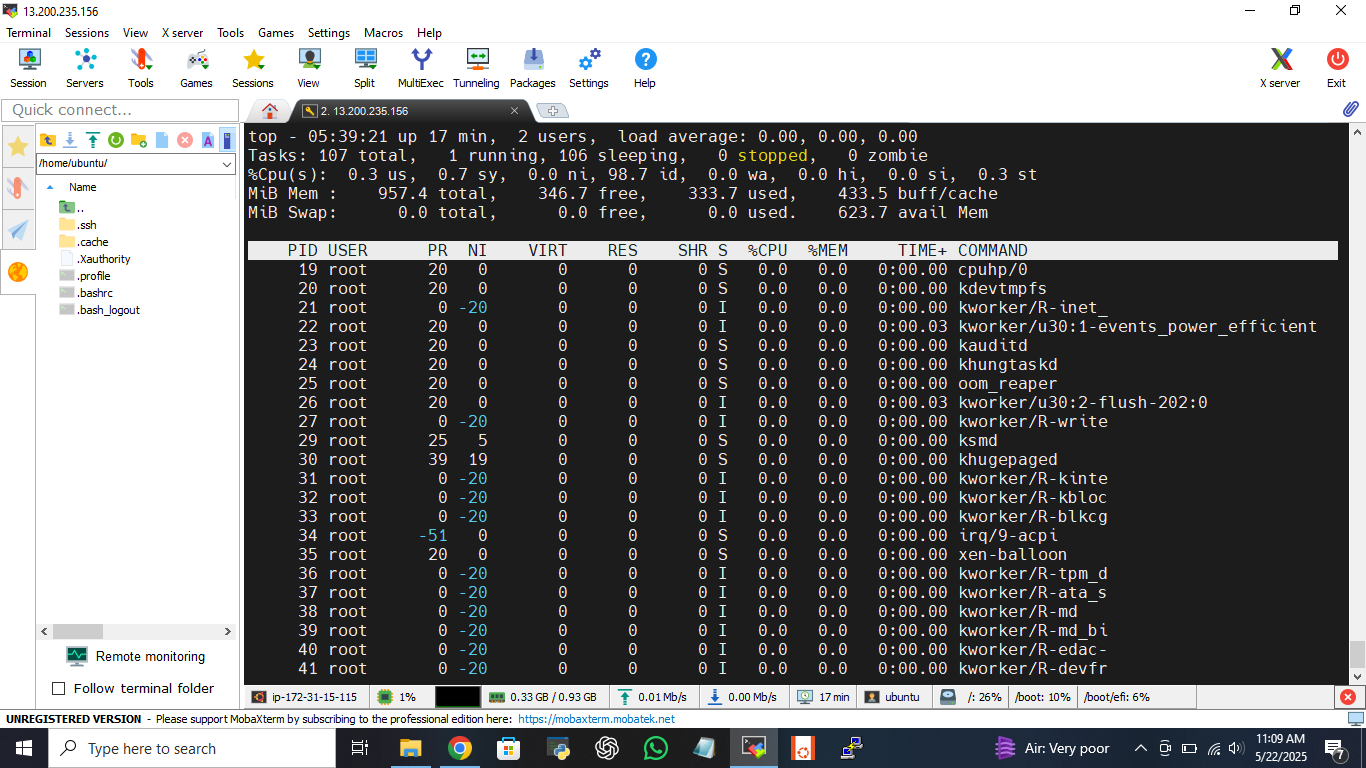 13.200.235.156
Terminal Sessions View X server Tools Games Settings Macros Help
Session Servers Tools Games Sessions View Split MultiExec Tunneling Packages Settings Help X server Exit
Quick connect...
2. 13.200.235.156
/home/ubuntu/
Name
..
.ssh
.cache
.Xauthority
.profile
.bashrc
.bash_logout
Remote monitoring
Follow terminal folder
top - 05:39:21 up 17 min, 2 users, load average: 0.00, 0.00, 0.00
Tasks: 107 total, 1 running, 106 sleeping, 0 stopped, 0 zombie
%Cpu(s): 0.3 us, 0.7 sy, 0.0 ni, 98.7 id, 0.0 wa, 0.0 hi, 0.0 si, 0.3 st
MiB Mem : 957.4 total, 346.7 free, 333.7 used, 433.5 buff/cache
MiB Swap: 0.0 total, 0.0 free, 0.0 used. 623.7 avail Mem
PID USER PR NI VIRT RES SHR S %CPU %MEM TIME+ COMMAND
19 root 20 0 0 0 0 S 0.0 0.0 0:00.00 cpuhp/0
20 root 20 0 0 0 0 S 0.0 0.0 0:00.00 kdevtmpfs
21 root 0 -20 0 0 0 I 0.0 0.0 0:00.00 kworker/R-inet_
22 root 20 0 0 0 0 I 0.0 0.0 0:00.03 kworker/u30:1-events_power_efficient
23 root 20 0 0 0 0 S 0.0 0.0 0:00.00 kauditd
24 root 20 0 0 0 0 S 0.0 0.0 0:00.00 khungtaskd
25 root 20 0 0 0 0 S 0.0 0.0 0:00.00 oom_reaper
26 root 20 0 0 0 0 I 0.0 0.0 0:00.03 kworker/u30:2-flush-202:0
27 root 0 -20 0 0 0 I 0.0 0.0 0:00.00 kworker/R-write
29 root 25 5 0 0 0 S 0.0 0.0 0:00.00 ksmd
30 root 39 19 0 0 0 S 0.0 0.0 0:00.00 khugepaged
31 root 0 -20 0 0 0 I 0.0 0.0 0:00.00 kworker/R-kinte
32 root 0 -20 0 0 0 I 0.0 0.0 0:00.00 kworker/R-kbloc
33 root 0 -20 0 0 0 I 0.0 0.0 0:00.00 kworker/R-blkcg
34 root -51 0 0 0 0 S 0.0 0.0 0:00.00 irq/9-acpi
35 root 20 0 0 0 0 S 0.0 0.0 0:00.00 xen-balloon
36 root 0 -20 0 0 0 I 0.0 0.0 0:00.00 kworker/R-tpm_d
37 root 0 -20 0 0 0 I 0.0 0.0 0:00.00 kworker/R-ata_s
38 root 0 -20 0 0 0 I 0.0 0.0 0:00.00 kworker/R-md
39 root 0 -20 0 0 0 I 0.0 0.0 0:00.00 kworker/R-md_bi
40 root 0 -20 0 0 0 I 0.0 0.0 0:00.00 kworker/R-edac-
41 root 0 -20 0 0 0 I 0.0 0.0 0:00.00 kworker/R-devfr
ip-172-31-15-115 1% 0.33 GB / 0.93 GB 0.01 Mb/s 0.00 Mb/s 17 min ubuntu /: 26% /boot: 10% /boot/efi: 6%
UNREGISTERED VERSION - Please support MobaXterm by subscribing to the professional edition here: https://mobaxterm.mobatek.net
Type here to search
Air: Very poor
11:09 AM
5/22/2025
7